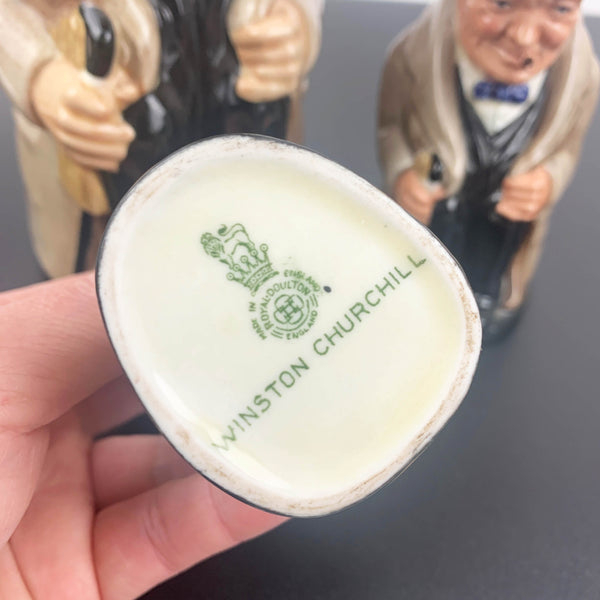 MADE IN ENGLAND
ROYAL DOULTON
ENGLAND
WINSTON CHURCHILL